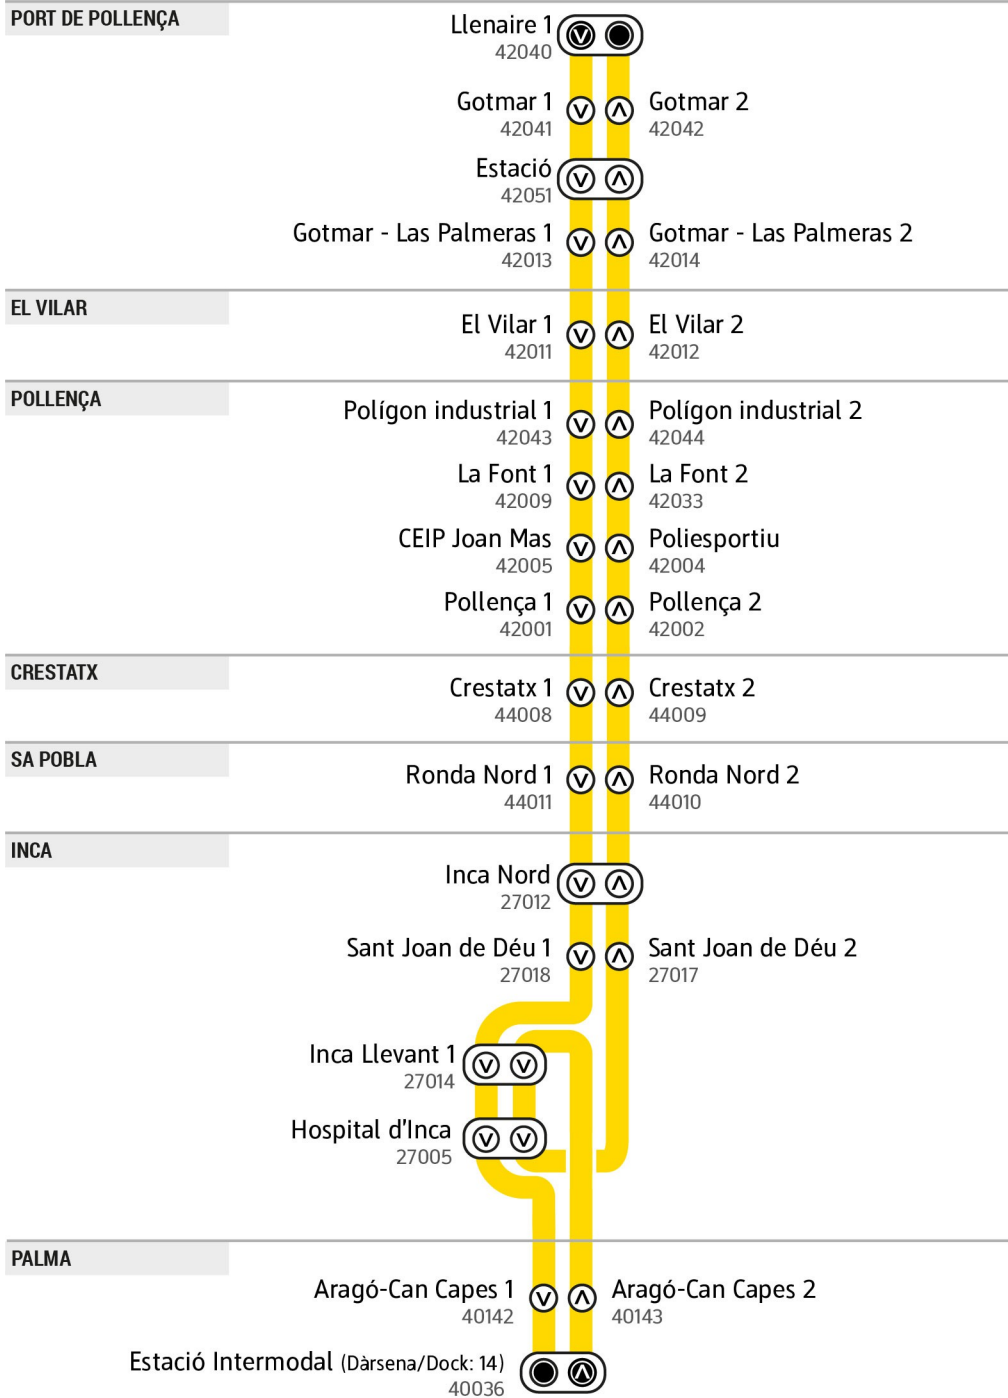 PORT DE POLLENÇA
Llenaire 1
42040
Gotmar 1
42041
Gotmar 2
42042
Estació
42051
Gotmar - Las Palmeras 1
42013
Gotmar - Las Palmeras 2
42014
EL VILAR
El Vilar 1
42011
El Vilar 2
42012
POLLENÇA
Polígon industrial 1
42043
Polígon industrial 2
42044
La Font 1
42009
La Font 2
42033
CEIP Joan Mas
42005
Poliesportiu
42004
Pollença 1
42001
Pollença 2
42002
CRESTATX
Crestatx 1
44008
Crestatx 2
44009
SA POBLA
Ronda Nord 1
44011
Ronda Nord 2
44010
INCA
Inca Nord
27012
Sant Joan de Déu 1
27018
Sant Joan de Déu 2
27017
Inca Llevant 1
27014
Hospital d'Inca
27005
PALMA
Aragó-Can Capes 1
40142
Aragó-Can Capes 2
40143
Estació Intermodal (Dàrsena/Dock: 14)
40036